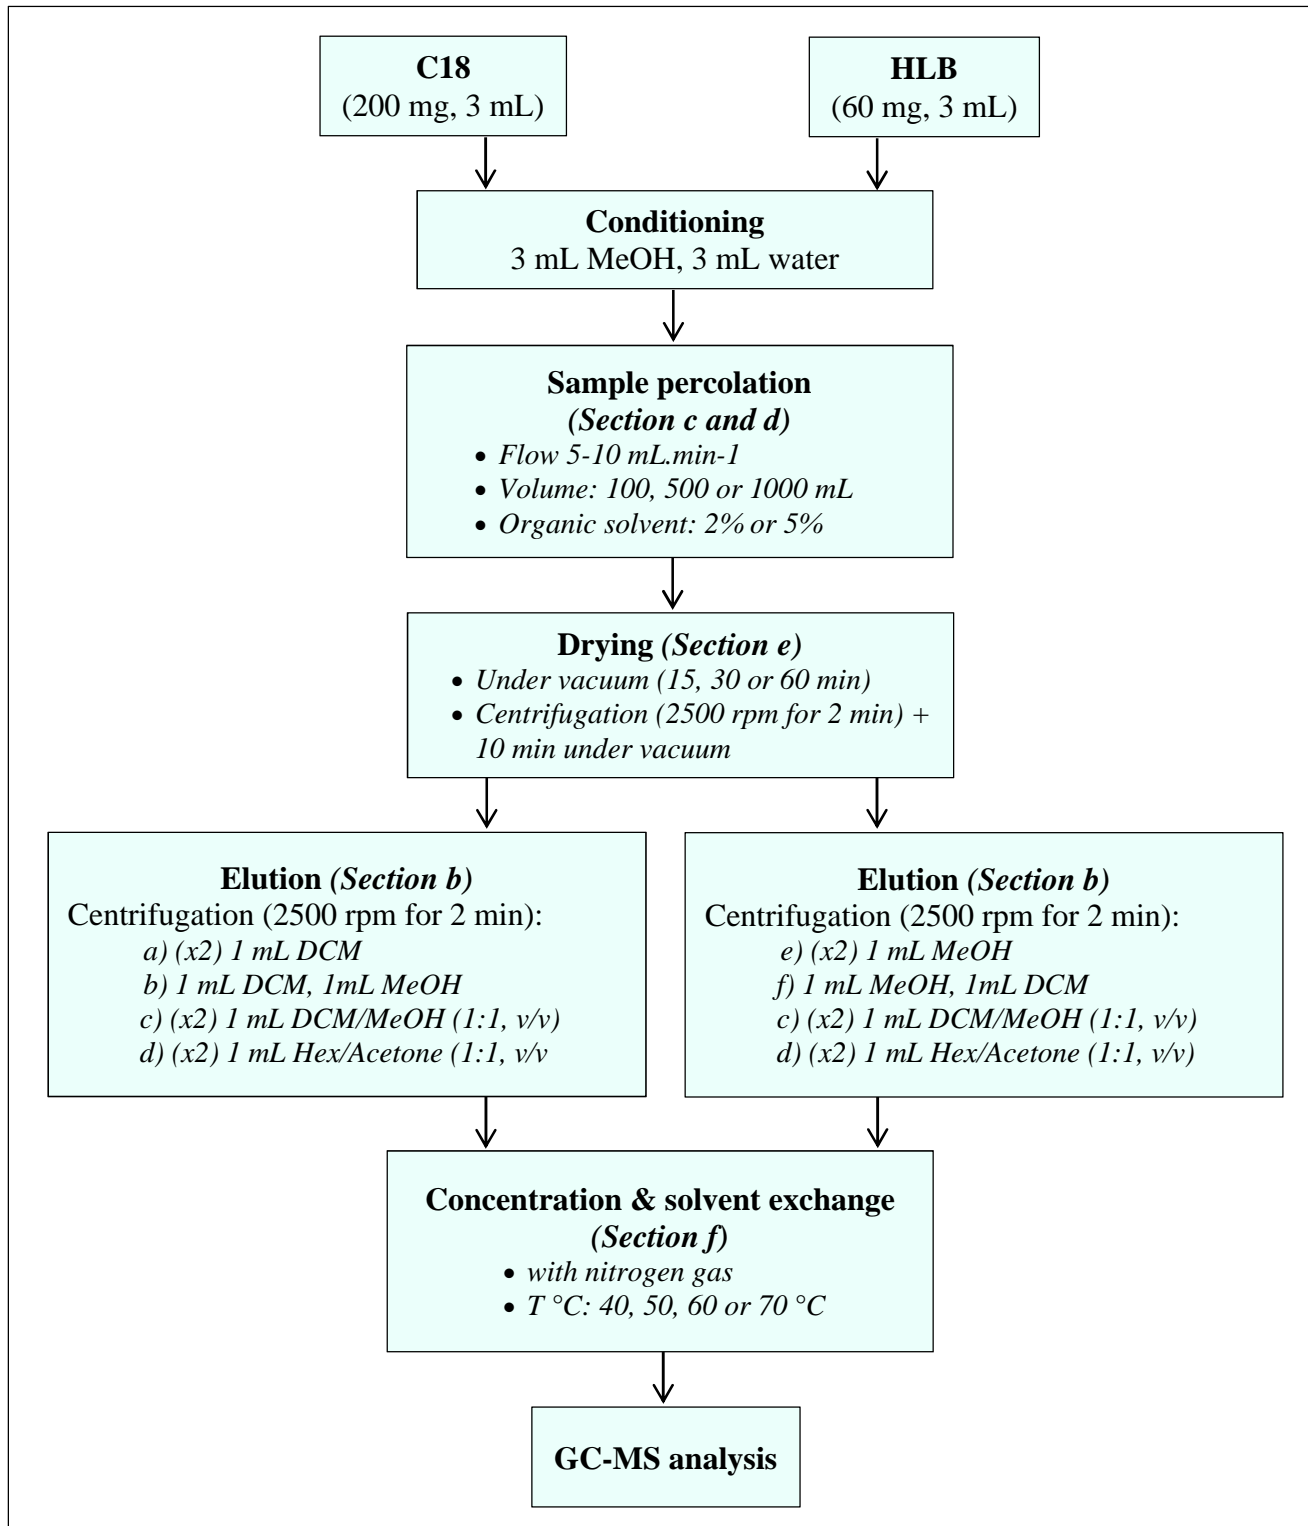 C18
(200 mg, 3 mL)
HLB
(60 mg, 3 mL)
Conditioning
3 mL MeOH, 3 mL water
Sample percolation
(Section c and d)
• Flow 5-10 mL.min-1
• Volume: 100, 500 or 1000 mL
• Organic solvent: 2% or 5%
Drying (Section e)
• Under vacuum (15, 30 or 60 min)
• Centrifugation (2500 rpm for 2 min) +
10 min under vacuum
Elution (Section b)
Centrifugation (2500 rpm for 2 min):
a) (x2) 1 mL DCM
b) 1 mL DCM, 1mL MeOH
c) (x2) 1 mL DCM/MeOH (1:1, v/v)
d) (x2) 1 mL Hex/Acetone (1:1, v/v
Elution (Section b)
Centrifugation (2500 rpm for 2 min):
e) (x2) 1 mL MeOH
f) 1 mL MeOH, 1mL DCM
c) (x2) 1 mL DCM/MeOH (1:1, v/v)
d) (x2) 1 mL Hex/Acetone (1:1, v/v)
Concentration & solvent exchange
(Section f)
• with nitrogen gas
• T °C: 40, 50, 60 or 70 °C
GC-MS analysis